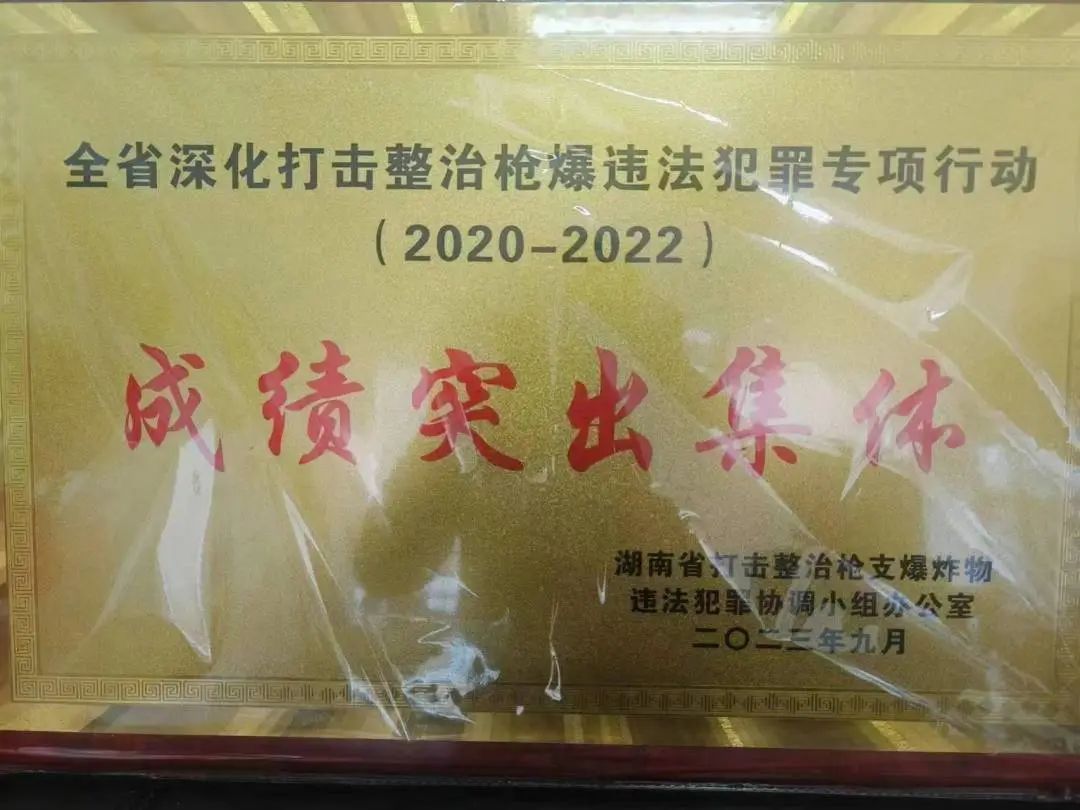 全省深化打击整治枪爆违法犯罪专项行动
（2020-2022）
成绩突出集体
湖南省打击整治枪支爆炸物
违法犯罪协调小组办公室
二〇二三年九月